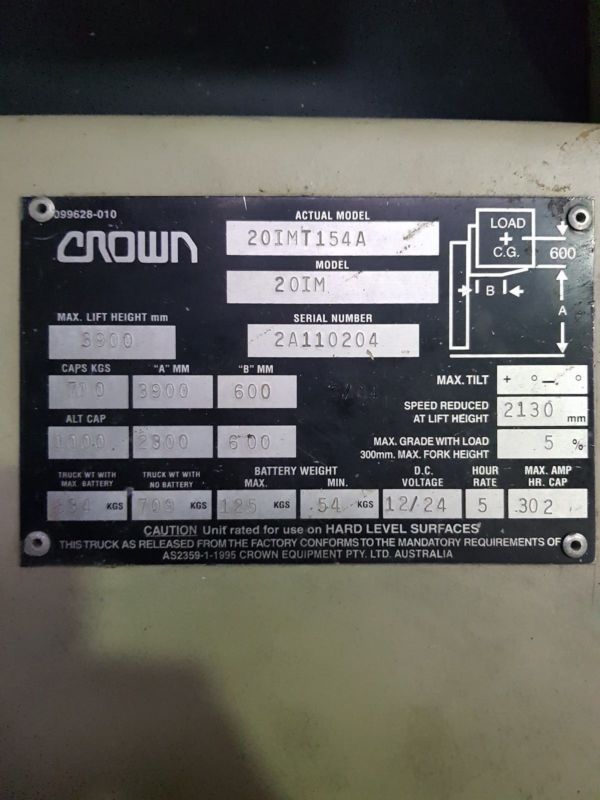 099628-010
CROWN
ACTUAL MODEL
20IMT154A
MODEL
20IM
LOAD
+
C.G.
600
B
A
MAX. LIFT HEIGHT mm
3900
SERIAL NUMBER
2A110204
CAPS KGS "A" MM "B" MM
710 3900 600
MAX. TILT + ° – °
ALT CAP
2300 600
SPEED REDUCED
AT LIFT HEIGHT
2130 mm
MAX. GRADE WITH LOAD
300mm. MAX. FORK HEIGHT
5 %
TRUCK WT WITH
MAX. BATTERY
KGS
TRUCK WT WITH
NO BATTERY
709 KGS
BATTERY WEIGHT
MAX. MIN.
125 KGS 54 KGS
D.C.
VOLTAGE
12/24
HOUR
RATE
5
MAX. AMP
HR. CAP
302
CAUTION Unit rated for use on HARD LEVEL SURFACES
THIS TRUCK AS RELEASED FROM THE FACTORY CONFORMS TO THE MANDATORY REQUIREMENTS OF
AS2359-1-1995 CROWN EQUIPMENT PTY. LTD. AUSTRALIA